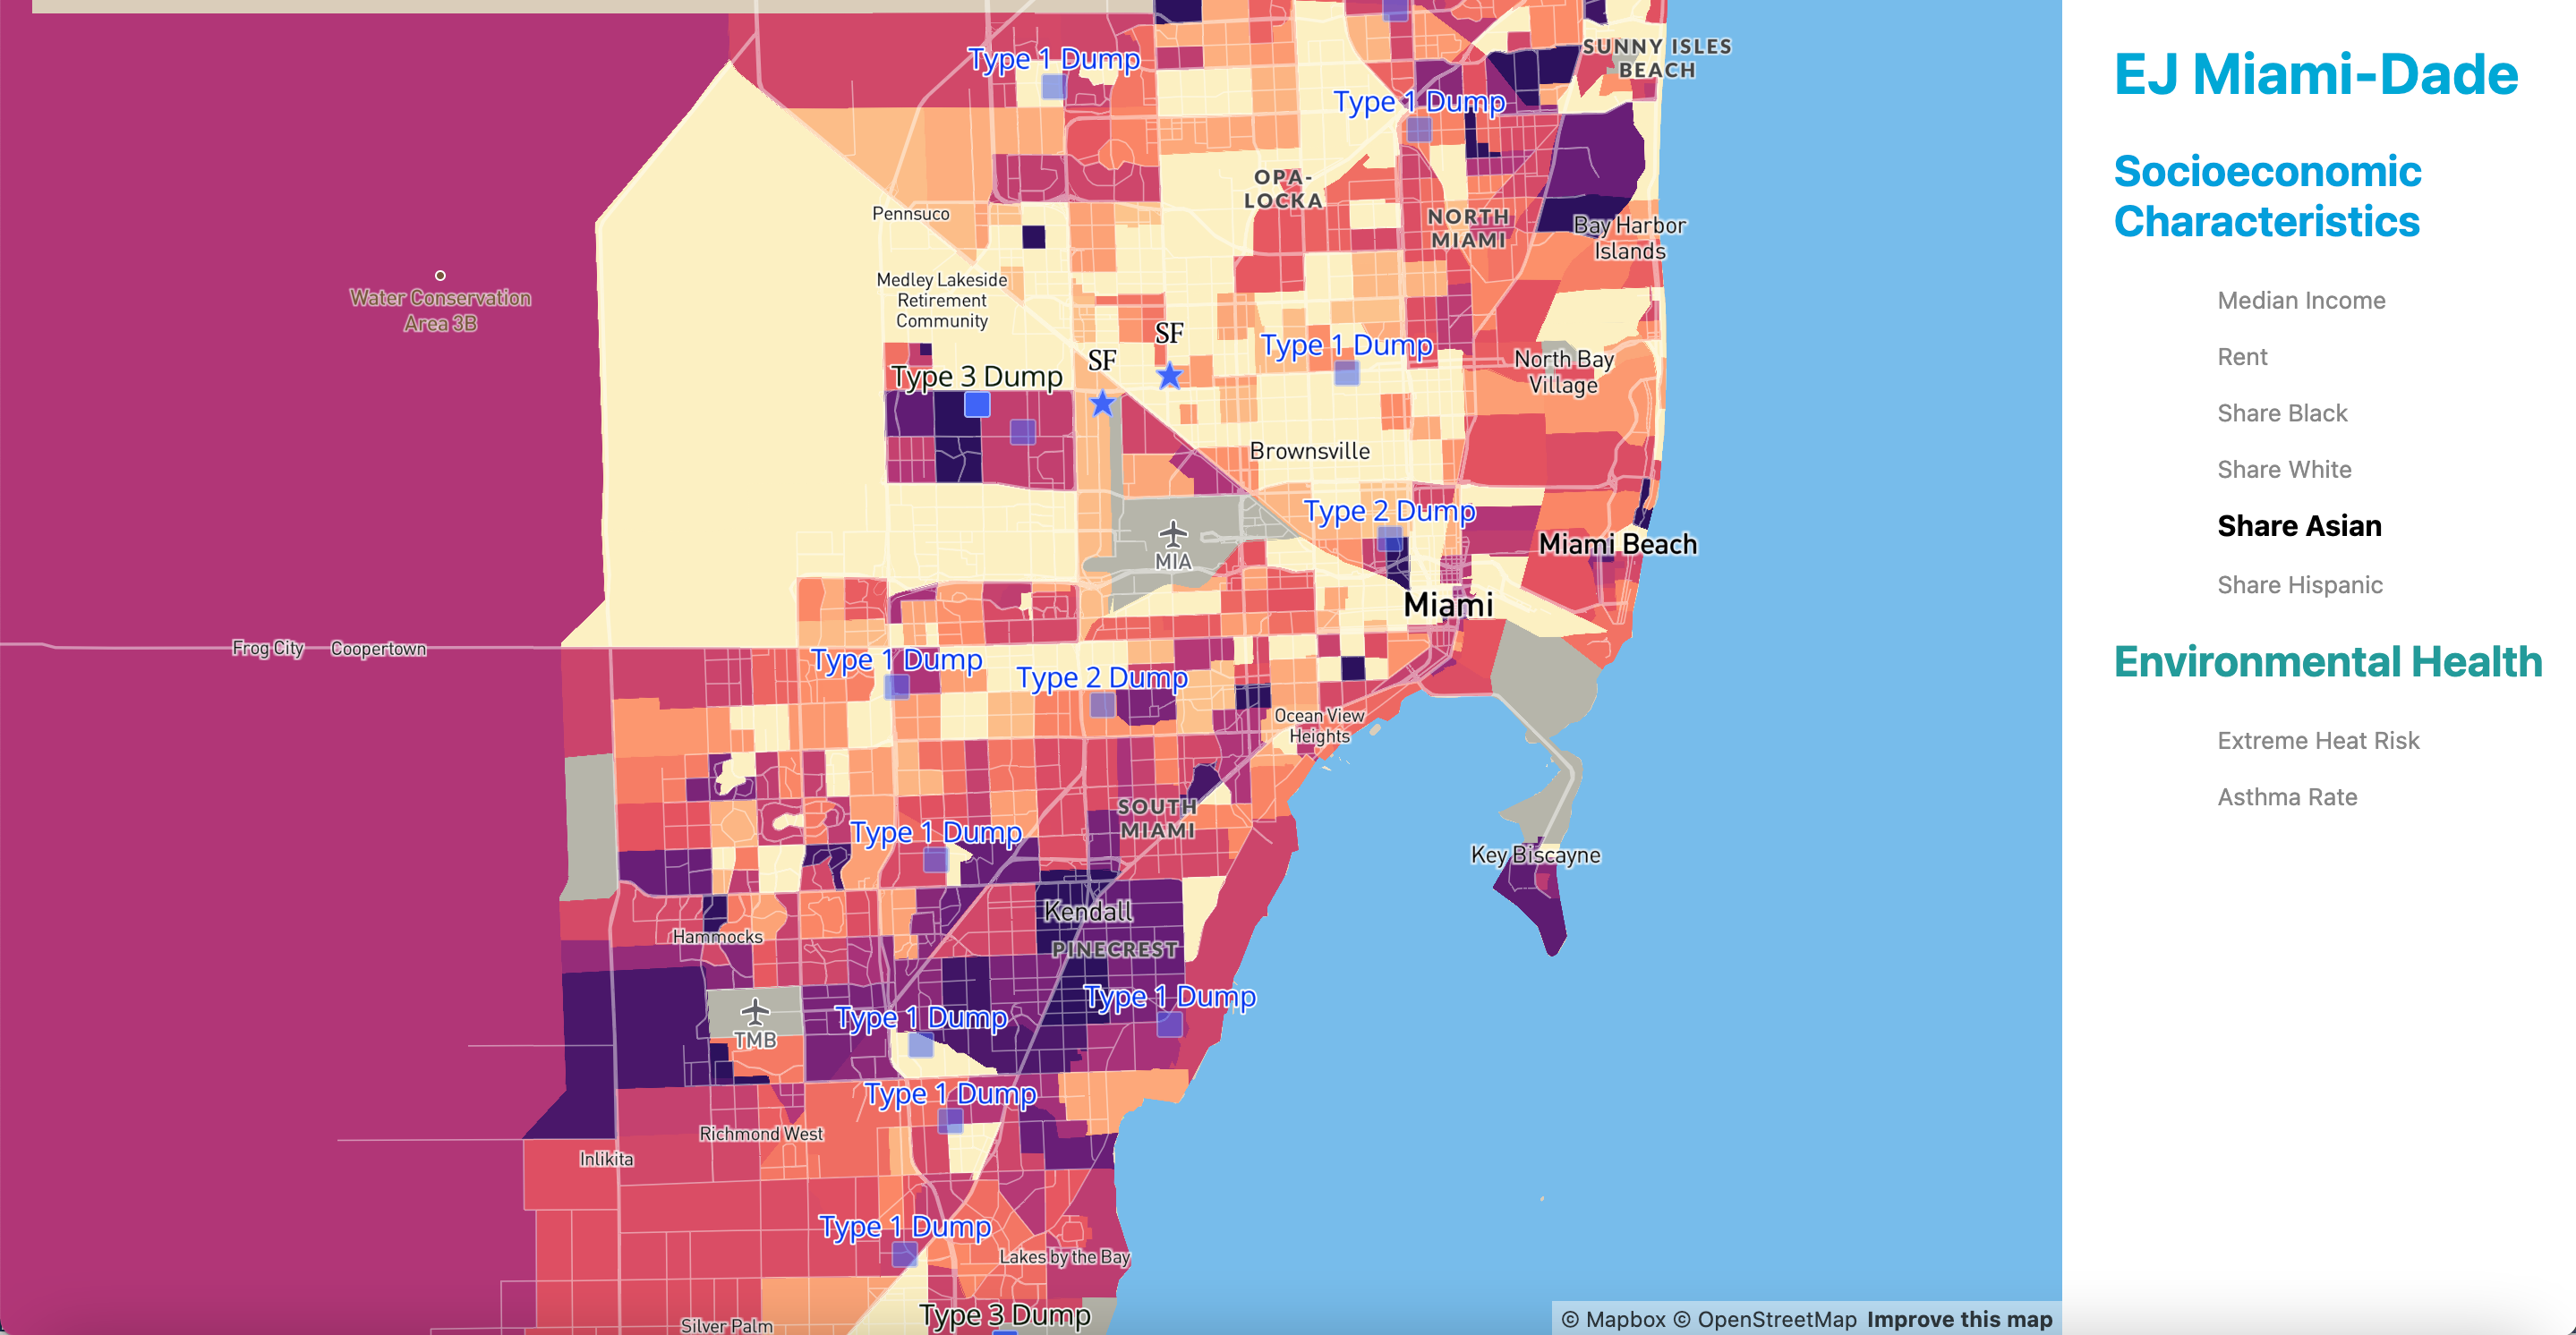 Type 1 Dump
SUNNY ISLES
BEACH
Type 1 Dump
OPA-
LOCKA
Pennsuco
NORTH
MIAMI
Bay Harbor
Islands
Water Conservation
Area 3B
Medley Lakeside
Retirement
Community
SF
SF
Type 1 Dump
North Bay
Village
Type 3 Dump
Brownsville
Type 2 Dump
MIA
Miami Beach
Miami
Frog City
Coopertown
Type 1 Dump
Type 2 Dump
Ocean View
Heights
SOUTH
MIAMI
Type 1 Dump
Key Biscayne
Kendall
Hammocks
PINECREST
Type 1 Dump
Type 1 Dump
TMB
Type 1 Dump
Richmond West
Inlikita
Type 1 Dump
Lakes by the Bay
Type 3 Dump
Silver Palm
© Mapbox © OpenStreetMap Improve this map
EJ Miami-Dade
Socioeconomic
Characteristics
Median Income
Rent
Share Black
Share White
Share Asian
Share Hispanic
Environmental Health
Extreme Heat Risk
Asthma Rate